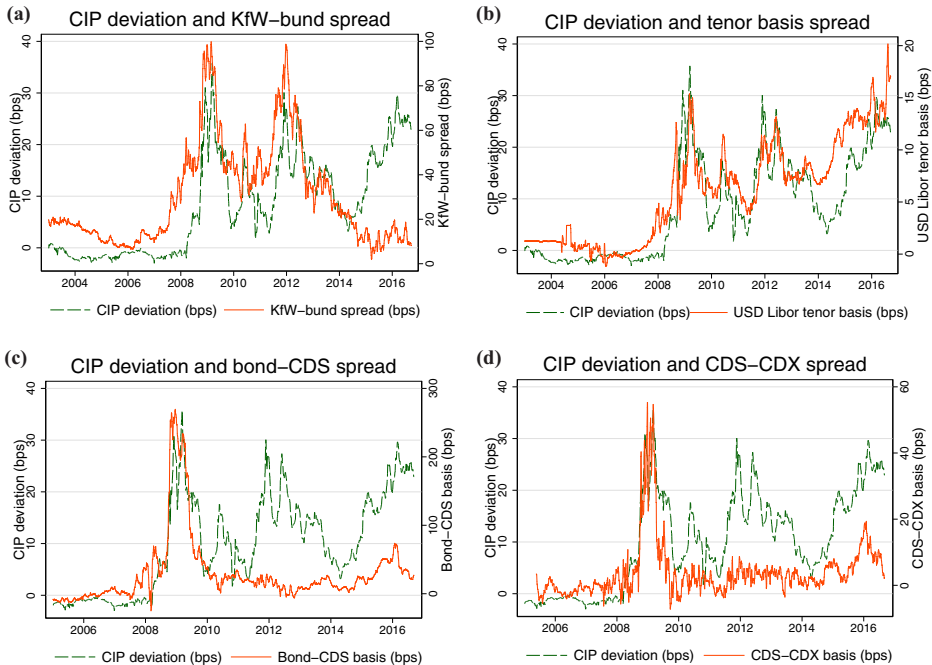 (a)
CIP deviation and KfW−bund spread
CIP deviation (bps)
0
10
20
30
40
KfW−bund spread (bps)
0
20
40
60
80
100
2004 2006 2008 2010 2012 2014 2016
CIP deviation (bps) KfW−bund spread (bps)
(b)
CIP deviation and tenor basis spread
CIP deviation (bps)
0
10
20
30
40
USD Libor tenor basis (bps)
0
5
10
15
20
2004 2006 2008 2010 2012 2014 2016
CIP deviation (bps) USD Libor tenor basis (bps)
(c)
CIP deviation and bond−CDS spread
CIP deviation (bps)
0
10
20
30
40
Bond−CDS basis (bps)
0
100
200
300
2006 2008 2010 2012 2014 2016
CIP deviation (bps) Bond−CDS basis (bps)
(d)
CIP deviation and CDS−CDX spread
CIP deviation (bps)
0
10
20
30
40
CDS−CDX basis (bps)
0
20
40
60
2006 2008 2010 2012 2014 2016
CIP deviation (bps) CDS−CDX basis (bps)